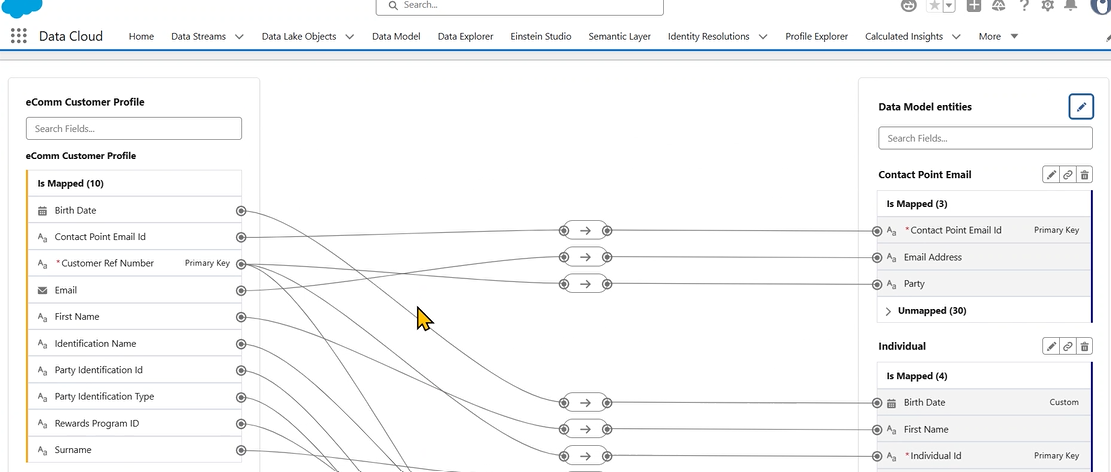 Search...
Data Cloud
Home
Data Streams
Data Lake Objects
Data Model
Data Explorer
Einstein Studio
Semantic Layer
Identity Resolutions
Profile Explorer
Calculated Insights
More
eComm Customer Profile
Search Fields...
eComm Customer Profile
Is Mapped (10)
Birth Date
Contact Point Email Id
*Customer Ref Number Primary Key
Email
First Name
Identification Name
Party Identification Id
Party Identification Type
Rewards Program ID
Surname
Data Model entities
Search Fields...
Contact Point Email
Is Mapped (3)
*Contact Point Email Id Primary Key
Email Address
Party
Unmapped (30)
Individual
Is Mapped (4)
Birth Date Custom
First Name
*Individual Id Primary Key